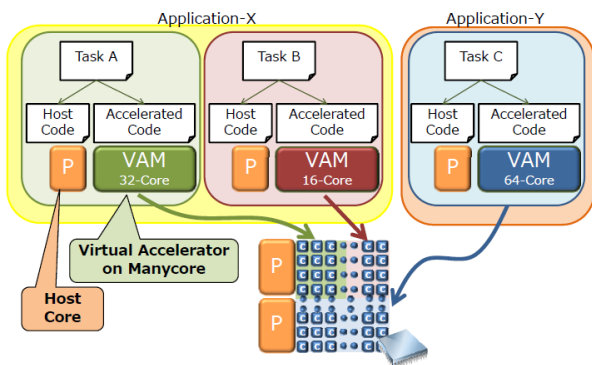 Application-X
Application-Y
Task A
Task B
Task C
Host
Code
Accelerated
Code
Host
Code
Accelerated
Code
Host
Code
Accelerated
Code
P
VAM
32-Core
P
VAM
16-Core
P
VAM
64-Core
Virtual Accelerator
on Manycore
Host
Core
P
C C C C C
C C C C C
C C C C C
C C C C C
P
C C C C C
C C C C C
C C C C C